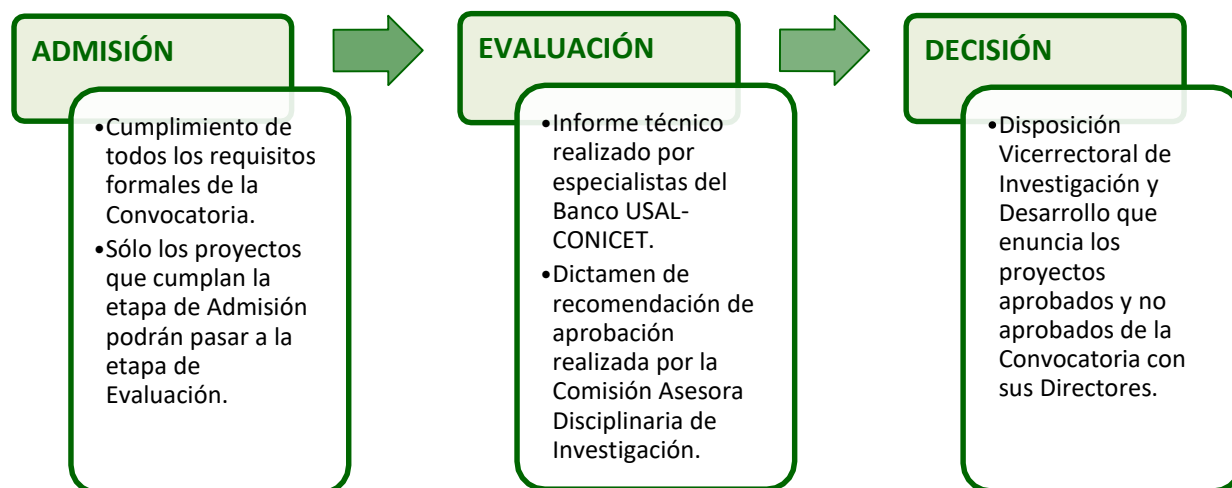 ADMISIÓN
•Cumplimiento de
todos los requisitos
formales de la
Convocatoria.
•Sólo los proyectos
que cumplan la
etapa de Admisión
podrán pasar a la
etapa de
Evaluación.
EVALUACIÓN
•Informe técnico
realizado por
especialistas del
Banco USAL-
CONICET.
•Dictamen de
recomendación de
aprobación
realizada por la
Comisión Asesora
Disciplinaria de
Investigación.
DECISIÓN
•Disposición
Vicerrectoral de
Investigación y
Desarrollo que
enuncia los
proyectos
aprobados y no
aprobados de la
Convocatoria con
sus Directores.